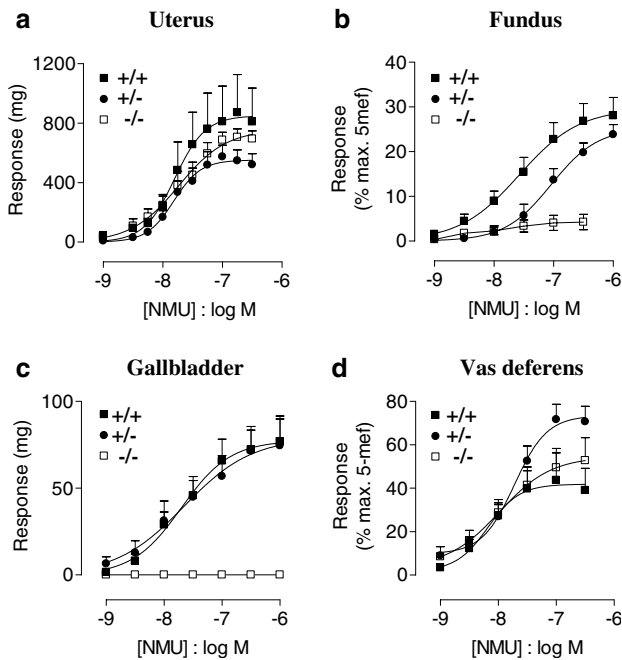 a Uterus
+/+
+/-
-/-
Response (mg)
1200
800
400
0
-9 -8 -7 -6
[NMU] : log M
b Fundus
+/+
+/-
-/-
Response
(% max. 5mef)
40
30
20
10
0
-9 -8 -7 -6
[NMU] : log M
c Gallbladder
+/+
+/-
-/-
Response (mg)
100
50
0
-9 -8 -7 -6
[NMU] : log M
d Vas deferens
+/+
+/-
-/-
Response
(% max. 5-mef)
80
60
40
20
0
-9 -8 -7 -6
[NMU] : log M